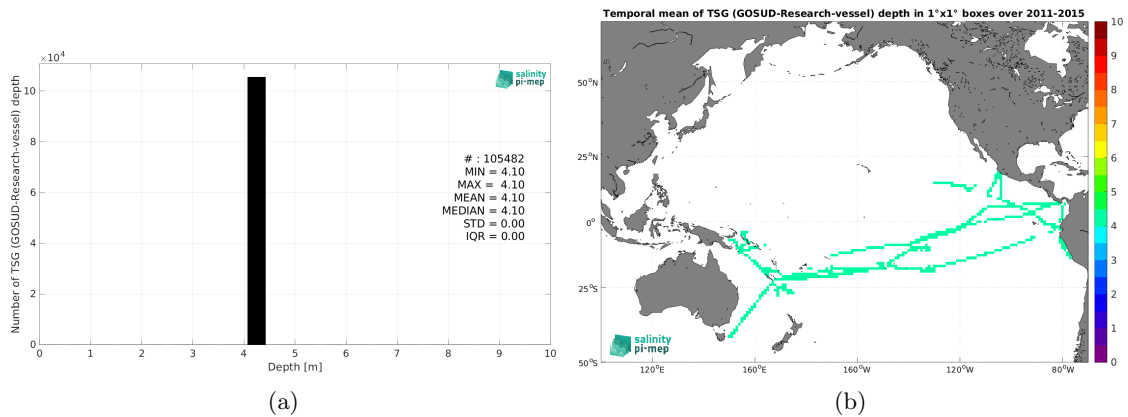 ×10⁴
Number of TSG (GOSUD-Research-vessel) depth
10
8
6
4
2
0
0 1 2 3 4 5 6 7 8 9 10
Depth [m]
salinity
pi-mep
# : 105482
MIN = 4.10
MAX = 4.10
MEAN = 4.10
MEDIAN = 4.10
STD = 0.00
IQR = 0.00
(a)
Temporal mean of TSG (GOSUD-Research-vessel) depth in 1°x1° boxes over 2011-2015
50°N
25°N
0°
25°S
50°S
120°E 160°E 160°W 120°W 80°W
salinity
pi-mep
10
9
8
7
6
5
4
3
2
1
0
(b)